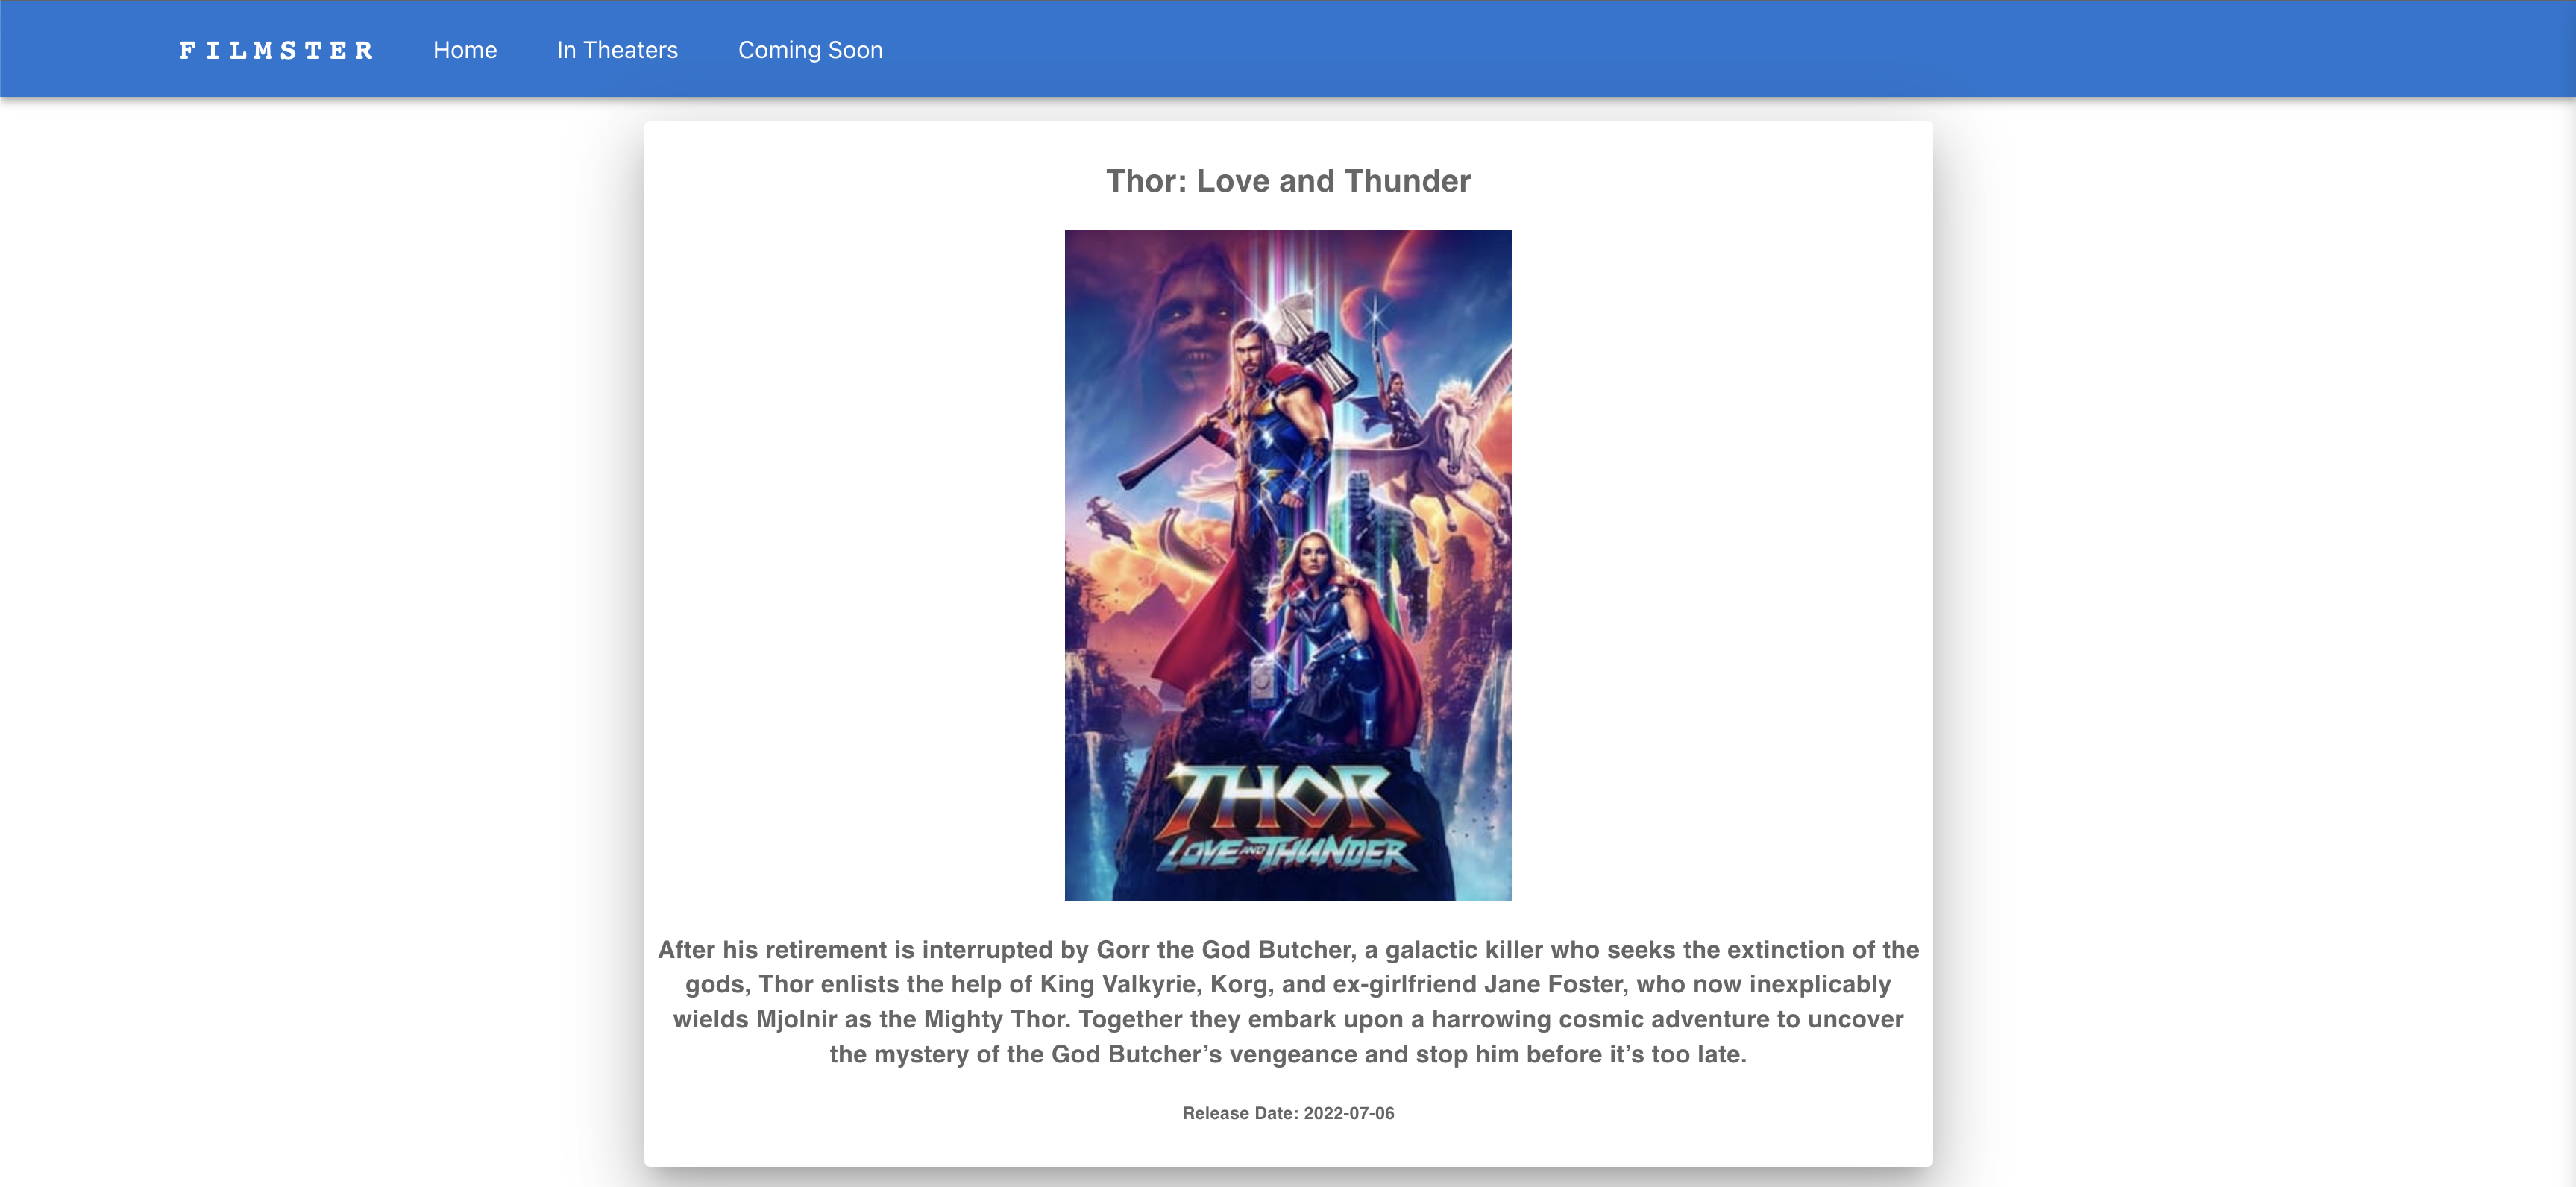 FILMSTER Home In Theaters Coming Soon
Thor: Love and Thunder
THOR
LOVE AND THUNDER
After his retirement is interrupted by Gorr the God Butcher, a galactic killer who seeks the extinction of the
gods, Thor enlists the help of King Valkyrie, Korg, and ex-girlfriend Jane Foster, who now inexplicably
wields Mjolnir as the Mighty Thor. Together they embark upon a harrowing cosmic adventure to uncover
the mystery of the God Butcher’s vengeance and stop him before it’s too late.
Release Date: 2022-07-06